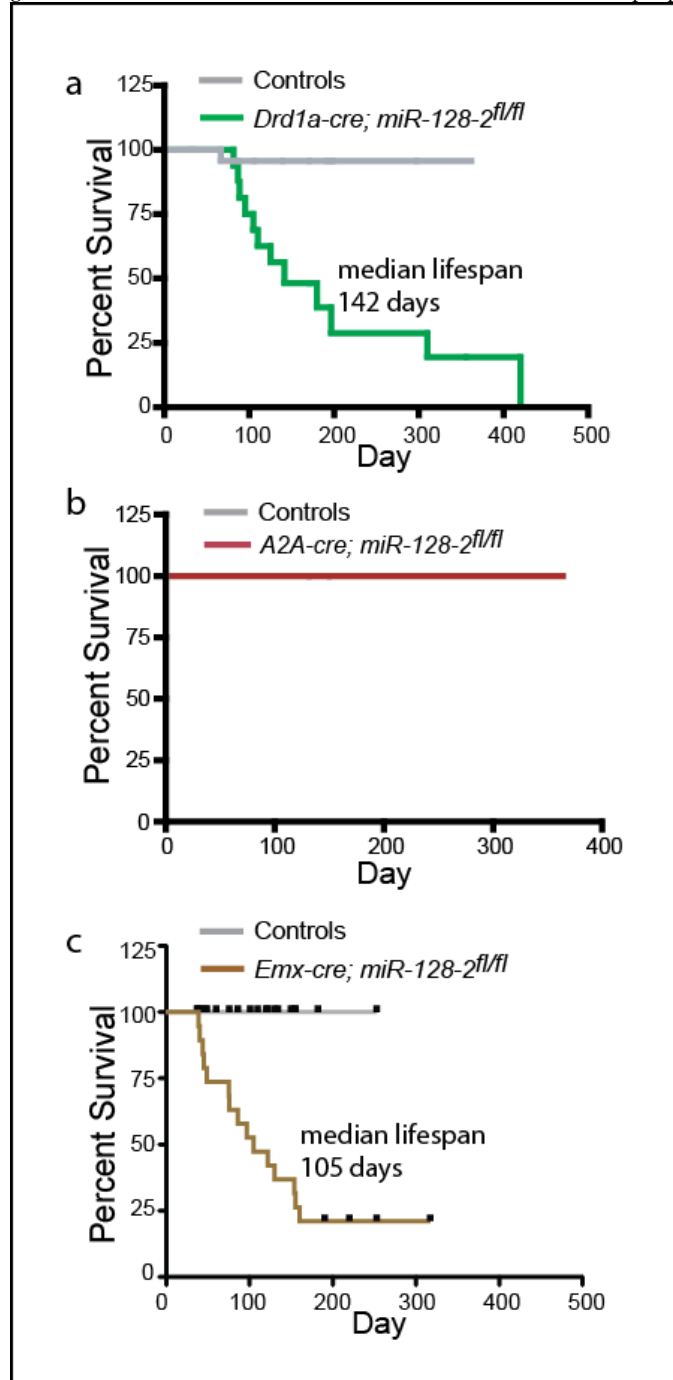 a
Controls
Drd1a-cre; miR-128-2fl/fl
125
100
75
50
25
0
Percent Survival
median lifespan
142 days
0 100 200 300 400 500
Day
b
Controls
A2A-cre; miR-128-2fl/fl
125
100
75
50
25
0
Percent Survival
0 100 200 300 400
Day
c
Controls
Emx-cre; miR-128-2fl/fl
125
100
75
50
25
0
Percent Survival
median lifespan
105 days
0 100 200 300 400 500
Day